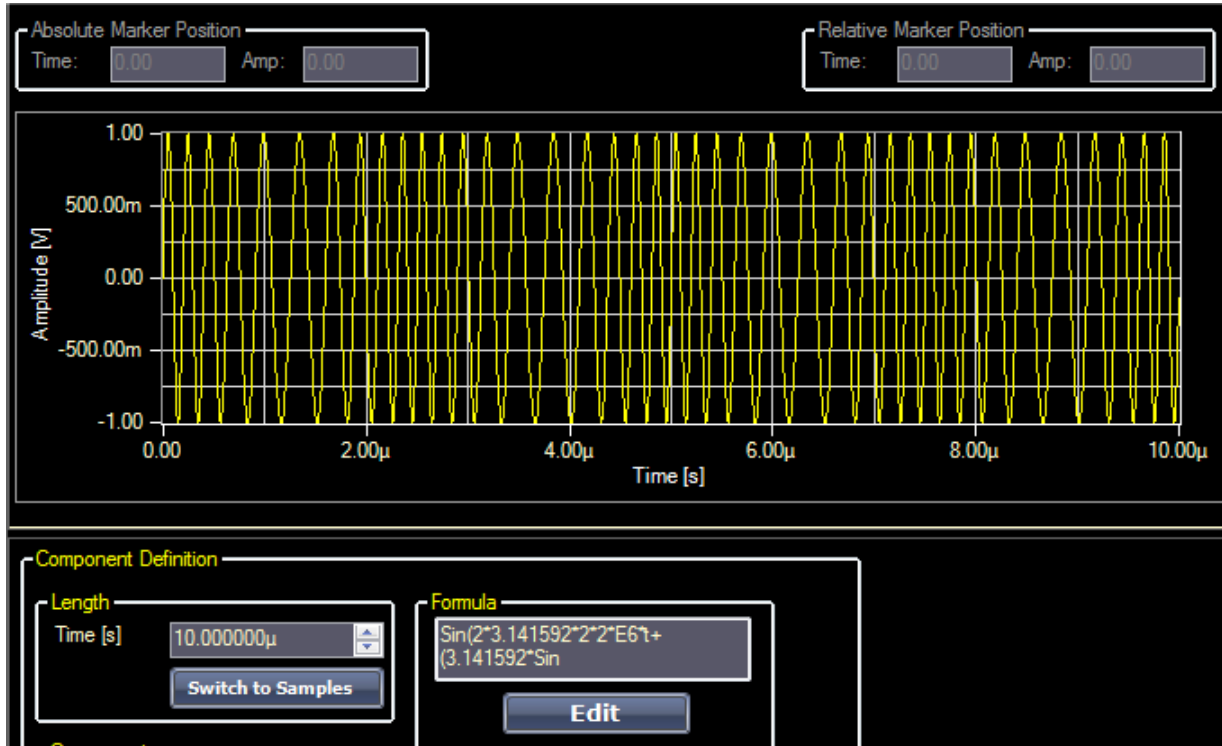 Absolute Marker Position
Time: 0.00 Amp: 0.00
Relative Marker Position
Time: 0.00 Amp: 0.00
1.00
500.00m
0.00
-500.00m
-1.00
Amplitude [V]
0.00 2.00µ 4.00µ 6.00µ 8.00µ 10.00µ
Time [s]
Component Definition
Length
Time [s] 10.000000µ
Switch to Samples
Formula
Sin(2*3.141592*2*2*E6*t+
(3.141592*Sin
Edit